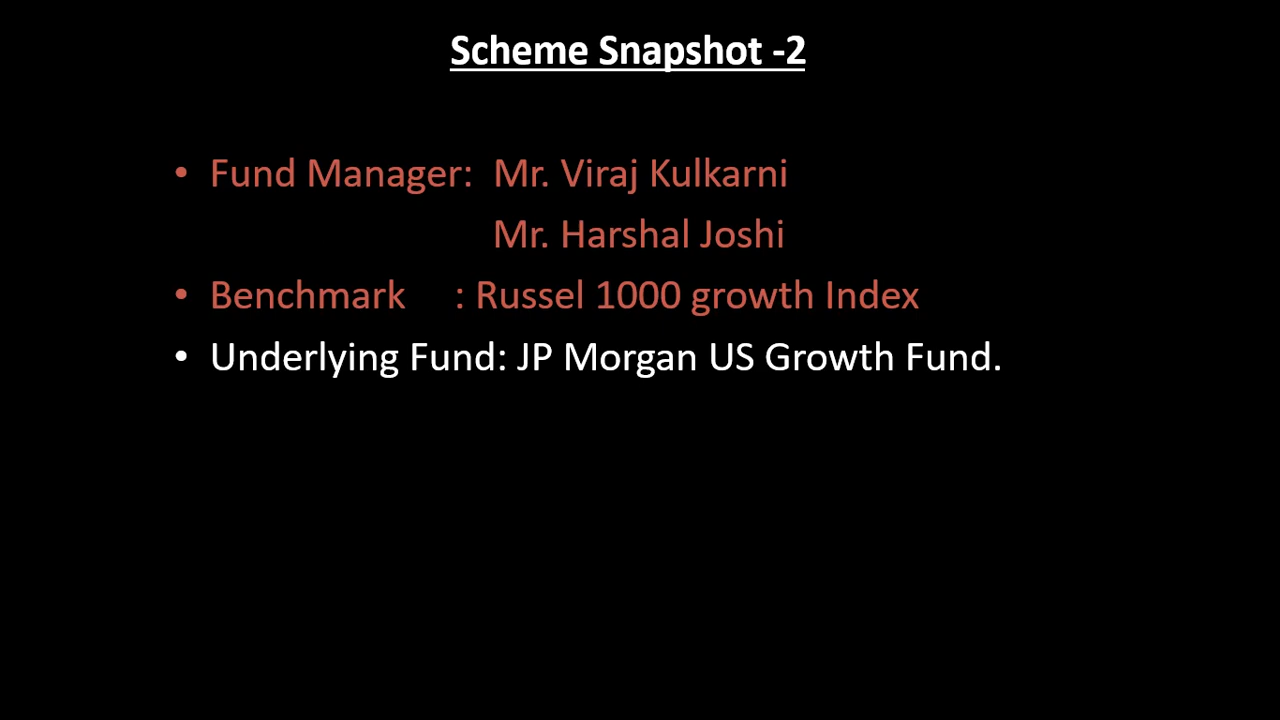 Scheme Snapshot -2
• Fund Manager: Mr. Viraj Kulkarni
Mr. Harshal Joshi
• Benchmark : Russel 1000 growth Index
• Underlying Fund: JP Morgan US Growth Fund.